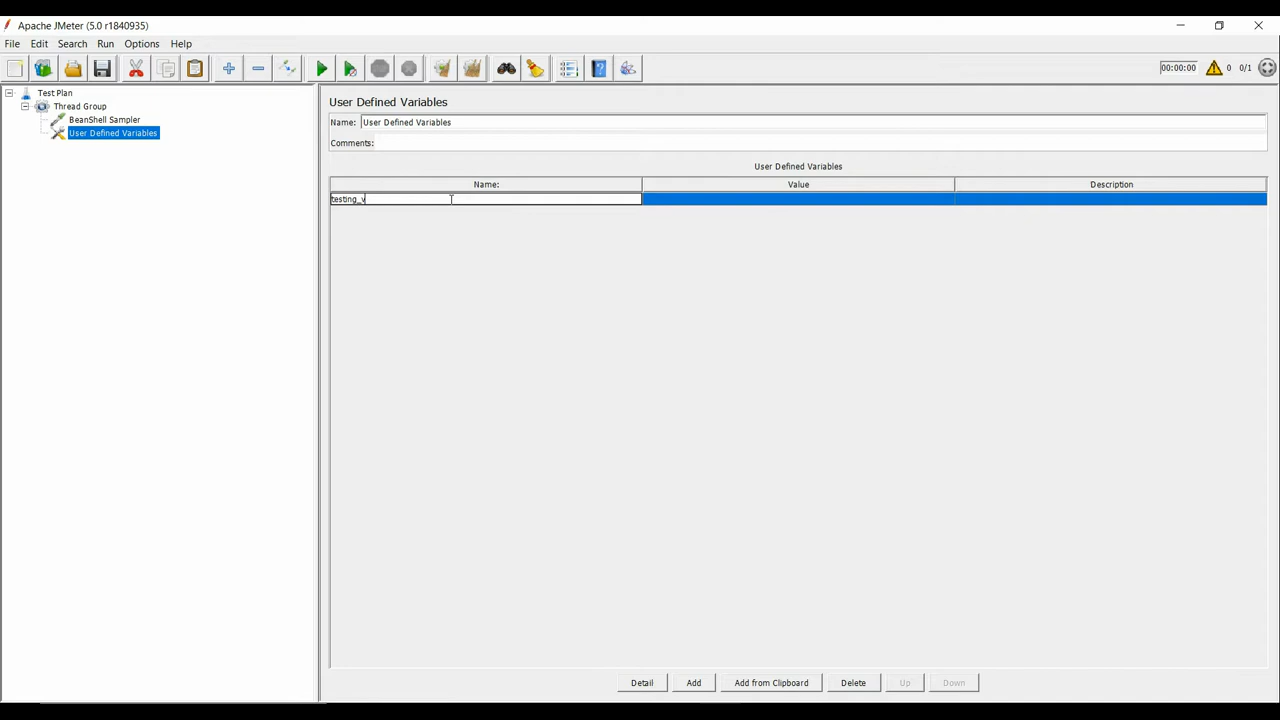 Apache JMeter (5.0 r1840935)
File Edit Search Run Options Help
00:00:00 0 0/1
Test Plan
Thread Group
BeanShell Sampler
User Defined Variables
User Defined Variables
Name: User Defined Variables
Comments:
User Defined Variables
Name: Value Description
testing_v
Detail Add Add from Clipboard Delete Up Down